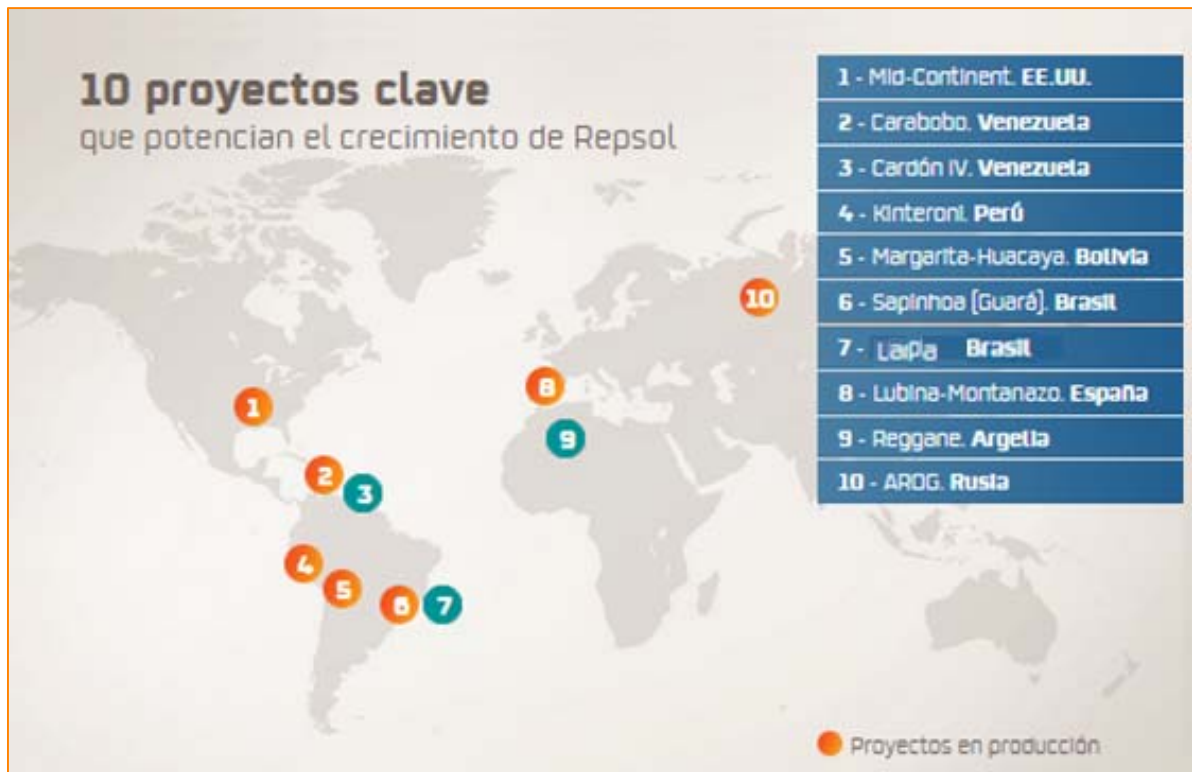 10 proyectos clave
que potencian el crecimiento de Repsol
1 - Mid-Continent. EE.UU.
2 - Carabobo. Venezuela
3 - Cardón IV. Venezuela
4 - Kinteroni. Perú
5 - Margarita-Huacaya. Bolivia
6 - Sapinhoa (Guará). Brasil
7 - Lapa Brasil
8 - Lubina-Montanazo. España
9 - Reggane. Argelia
10 - AROG. Rusia
1
2
3
4
5
6
7
8
9
10
Proyectos en producción